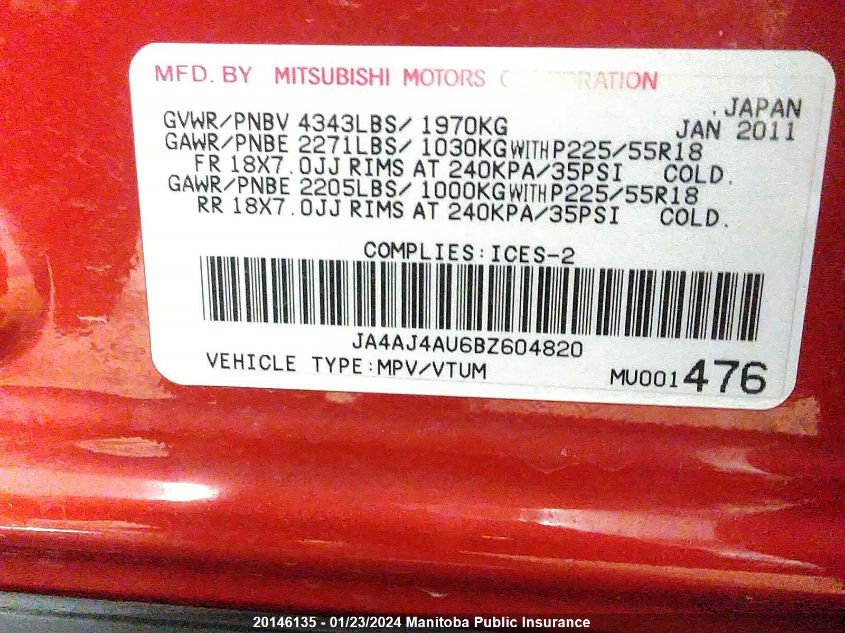 MFD. BY MITSUBISHI MOTORS CORPORATION
JAPAN
GVWR/PNBV 4343LBS/ 1970KG JAN 2011
GAWR/PNBE 2271LBS/ 1030KG WITH P225/55R18
FR 18X7.0JJ RIMS AT 240KPA/35PSI COLD.
GAWR/PNBE 2205LBS/ 1000KG WITH P225/55R18
RR 18X7.0JJ RIMS AT 240KPA/35PSI COLD.
COMPLIES:ICES-2
JA4AJ4AU6BZ604820
VEHICLE TYPE:MPV/VTUM MU001476
20146135 - 01/23/2024 Manitoba Public Insurance